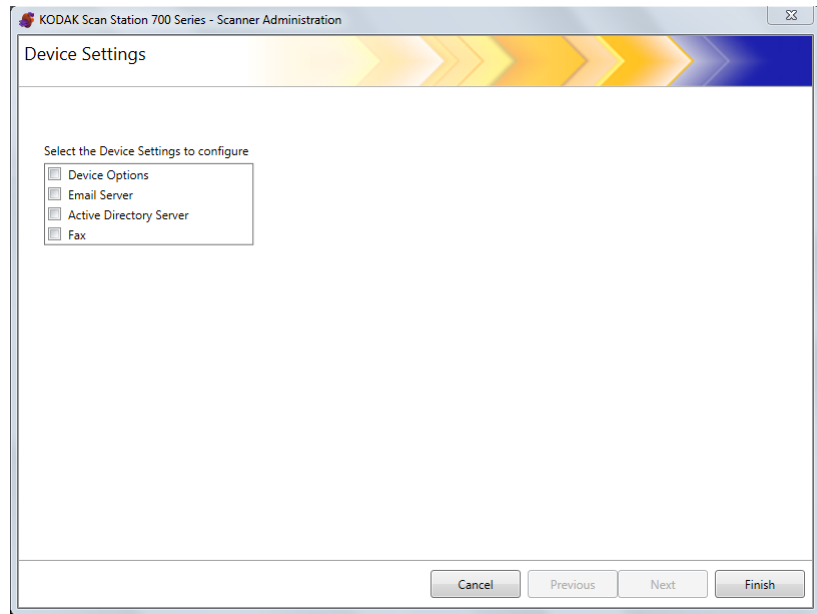 KODAK Scan Station 700 Series - Scanner Administration
Device Settings
Select the Device Settings to configure
Device Options
Email Server
Active Directory Server
Fax
Cancel
Previous
Next
Finish